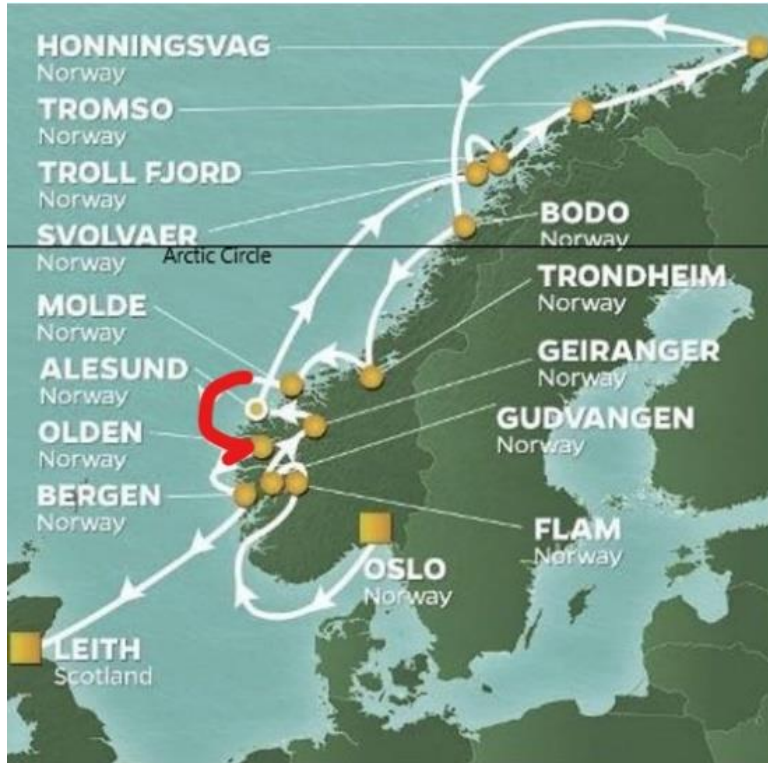 HONNINGSVAG
Norway
TROMSO
Norway
TROLL FJORD
Norway
SVOLVAER
Norway
Arctic Circle
MOLDE
Norway
ALESUND
Norway
OLDEN
Norway
BERGEN
Norway
LEITH
Scotland
BODO
Norway
TRONDHEIM
Norway
GEIRANGER
Norway
GUDVANGEN
Norway
FLAM
Norway
OSLO
Norway